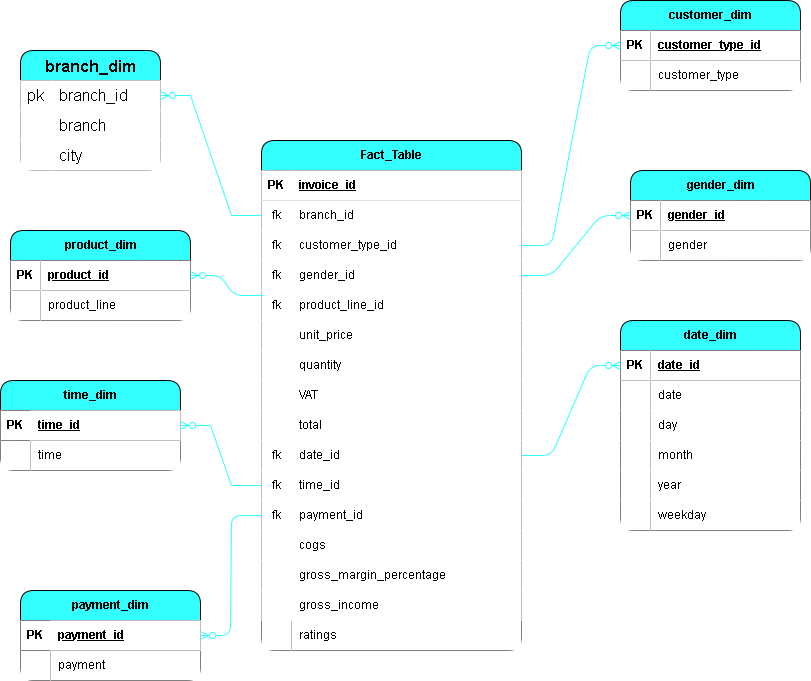 customer_dim
PK customer_type_id
customer_type
branch_dim
pk branch_id
branch
city
Fact_Table
PK invoice_id
fk branch_id
fk customer_type_id
fk gender_id
fk product_line_id
unit_price
quantity
VAT
total
fk date_id
fk time_id
fk payment_id
cogs
gross_margin_percentage
gross_income
ratings
gender_dim
PK gender_id
gender
product_dim
PK product_id
product_line
date_dim
PK date_id
date
day
month
year
weekday
time_dim
PK time_id
time
payment_dim
PK payment_id
payment